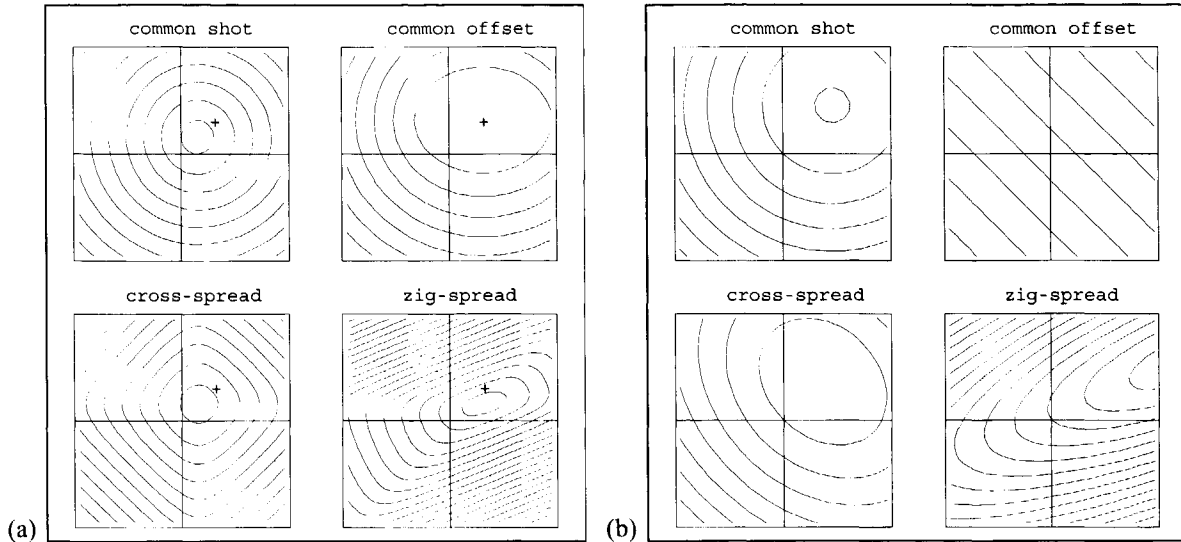 common shot
common offset
cross-spread
zig-spread
(a)
common shot
common offset
cross-spread
zig-spread
(b)